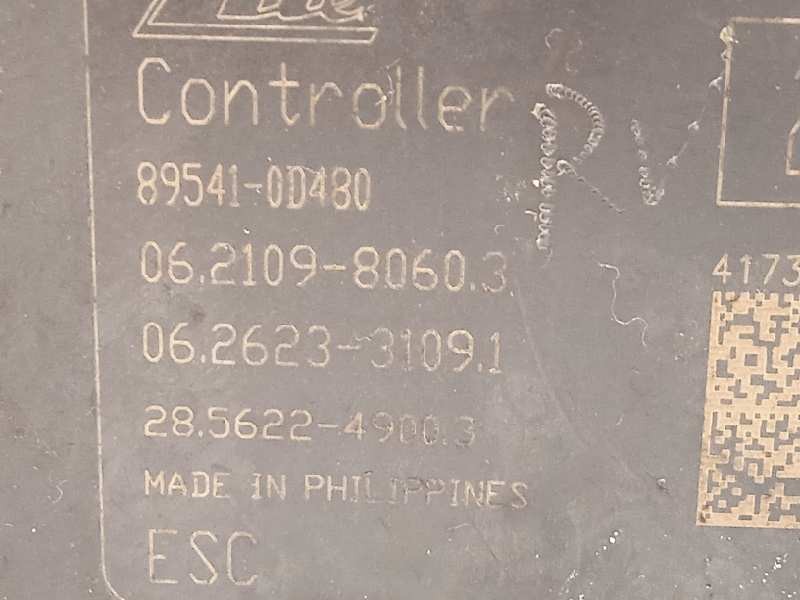 Controller
89541-0D480
06.2109-8060.3
06.2623-3109.1
28.5622-4900.3
MADE IN PHILIPPINES
ESC
RV
4173